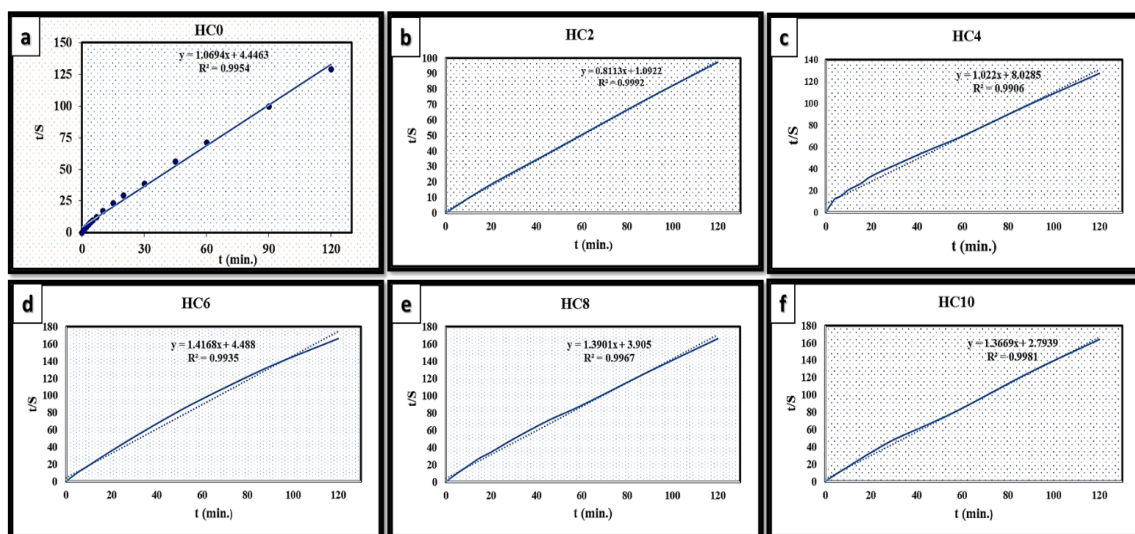 a
HC0
y = 1.0694x + 4.4463
R² = 0.9954
t/S
150
125
100
75
50
25
0
0 30 60 90 120
t (min.)
b
HC2
y = 0.8113x + 1.0922
R² = 0.9992
t/S
100
90
80
70
60
50
40
30
20
10
0
0 20 40 60 80 100 120
t (min.)
c
HC4
y = 1.022x + 8.0285
R² = 0.9906
t/S
140
120
100
80
60
40
20
0
0 20 40 60 80 100 120
t (min.)
d
HC6
y = 1.4168x + 4.488
R² = 0.9935
t/S
180
160
140
120
100
80
60
40
20
0
0 20 40 60 80 100 120
t (min.)
e
HC8
y = 1.3901x + 3.905
R² = 0.9967
t/S
180
160
140
120
100
80
60
40
20
0
0 20 40 60 80 100 120
t (min.)
f
HC10
y = 1.3669x + 2.7939
R² = 0.9981
t/S
180
160
140
120
100
80
60
40
20
0
0 20 40 60 80 100 120
t (min.)